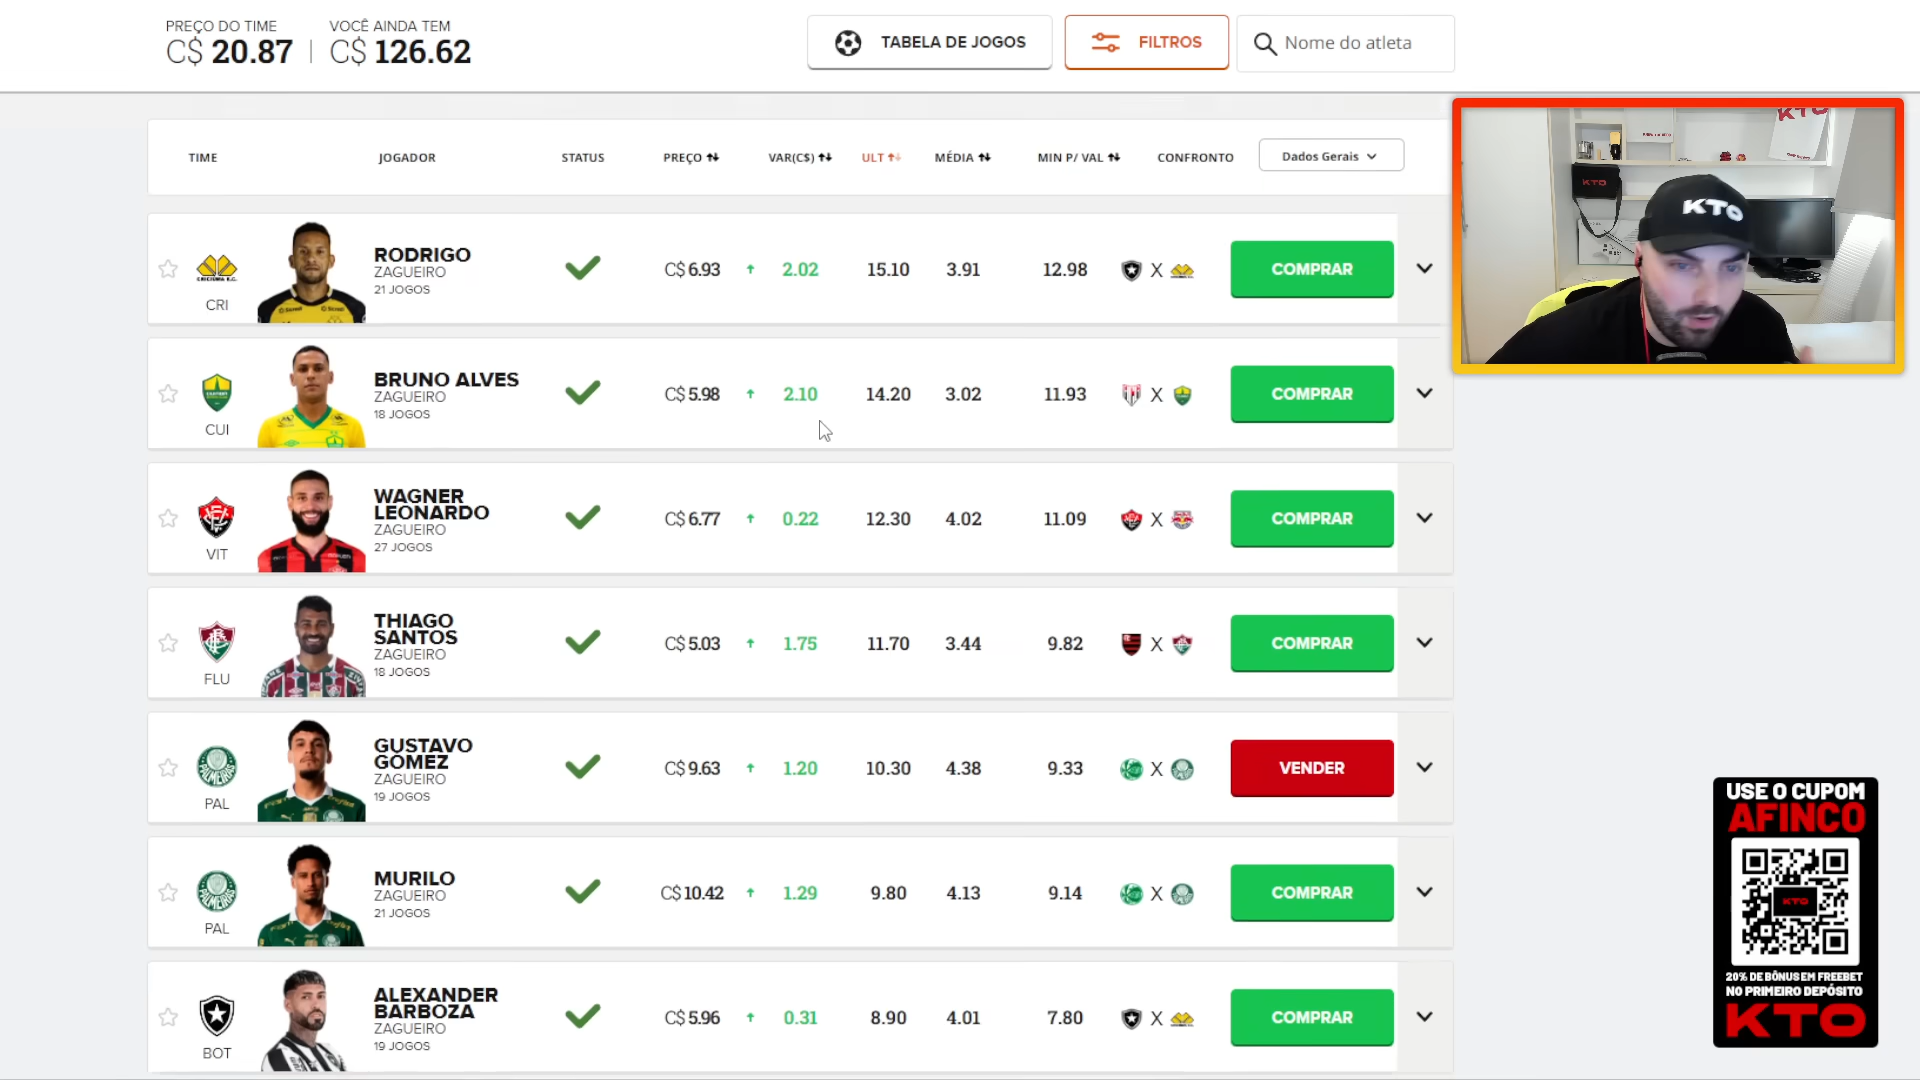 PREÇO DO TIME
C$ 20.87
VOCÊ AINDA TEM
C$ 126.62
TABELA DE JOGOS
FILTROS
Nome do atleta
TIME
JOGADOR
STATUS
PREÇO
VAR(C$)
ULT
MÉDIA
MIN P/ VAL
CONFRONTO
Dados Gerais
CRI
RODRIGO
ZAGUEIRO
21 JOGOS
C$ 6.93
2.02
15.10
3.91
12.98
X
COMPRAR
CUI
BRUNO ALVES
ZAGUEIRO
18 JOGOS
C$ 5.98
2.10
14.20
3.02
11.93
X
COMPRAR
VIT
WAGNER
LEONARDO
ZAGUEIRO
27 JOGOS
C$ 6.77
0.22
12.30
4.02
11.09
X
COMPRAR
FLU
THIAGO
SANTOS
ZAGUEIRO
18 JOGOS
C$ 5.03
1.75
11.70
3.44
9.82
X
COMPRAR
PAL
GUSTAVO
GÓMEZ
ZAGUEIRO
19 JOGOS
C$ 9.63
1.20
10.30
4.38
9.33
X
VENDER
PAL
MURILO
ZAGUEIRO
21 JOGOS
C$ 10.42
1.29
9.80
4.13
9.14
X
COMPRAR
BOT
ALEXANDER
BARBOZA
ZAGUEIRO
19 JOGOS
C$ 5.96
0.31
8.90
4.01
7.80
X
COMPRAR
KTO
KTO
KTO
USE O CUPOM
AFINCO
KTO
20% DE BÔNUS EM FREEBET
NO PRIMEIRO DEPÓSITO
KTO